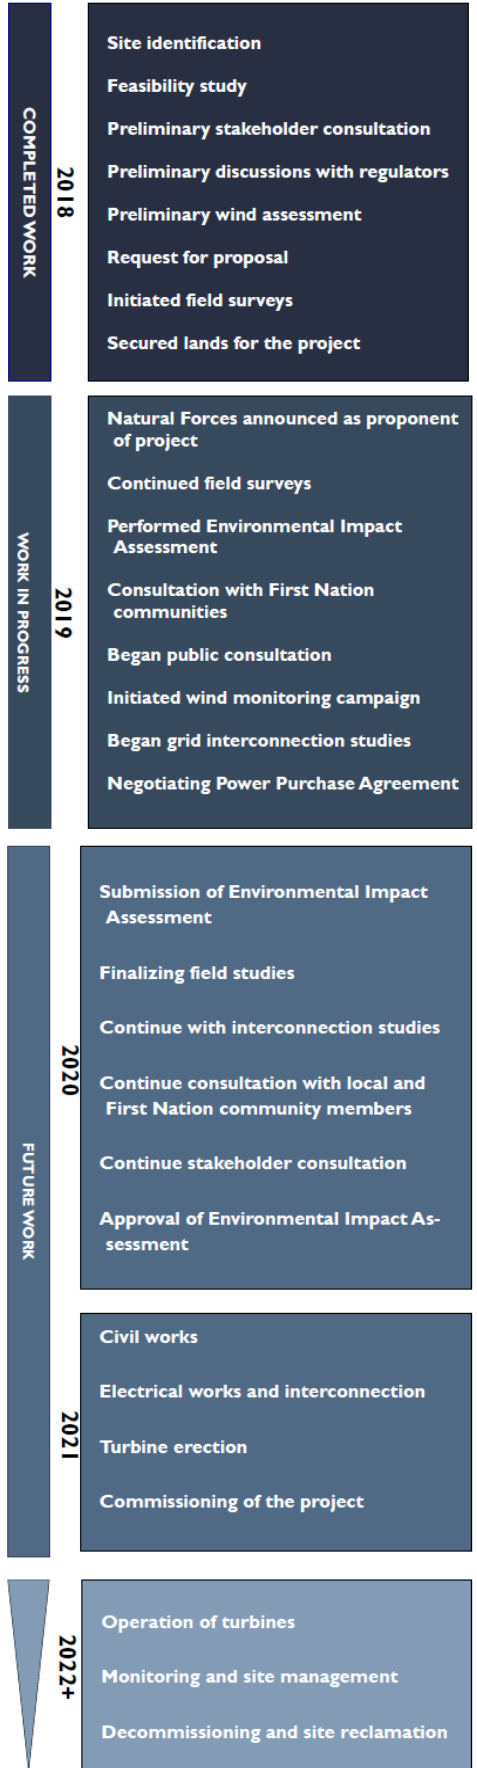 COMPLETED WORK
2018
Site identification
Feasibility study
Preliminary stakeholder consultation
Preliminary discussions with regulators
Preliminary wind assessment
Request for proposal
Initiated field surveys
Secured lands for the project
WORK IN PROGRESS
2019
Natural Forces announced as proponent
of project
Continued field surveys
Performed Environmental Impact
Assessment
Consultation with First Nation
communities
Began public consultation
Initiated wind monitoring campaign
Began grid interconnection studies
Negotiating Power Purchase Agreement
FUTURE WORK
2020
Submission of Environmental Impact
Assessment
Finalizing field studies
Continue with interconnection studies
Continue consultation with local and
First Nation community members
Continue stakeholder consultation
Approval of Environmental Impact As-
sessment
2021
Civil works
Electrical works and interconnection
Turbine erection
Commissioning of the project
2022+
Operation of turbines
Monitoring and site management
Decommissioning and site reclamation